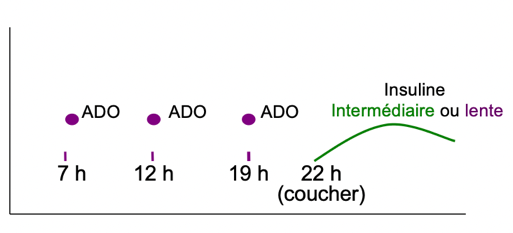 Insuline
Intermédiaire ou lente
ADO ADO ADO
7 h 12 h 19 h 22 h
(coucher)